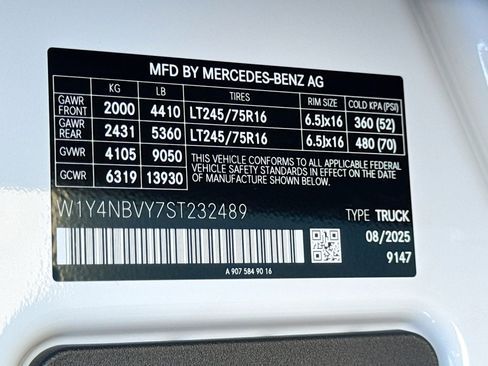 MFD BY MERCEDES-BENZ AG
KG LB TIRES RIM SIZE COLD KPA (PSI)
GAWR FRONT 2000 4410 LT245/75R16 6.5Jx16 360 (52)
GAWR REAR 2431 5360 LT245/75R16 6.5Jx16 480 (70)
GVWR 4105 9050 THIS VEHICLE CONFORMS TO ALL APPLICABLE FEDERAL
GCWR 6319 13930 VEHICLE SAFETY STANDARDS IN EFFECT ON THE DATE
OF MANUFACTURE SHOWN ABOVE
W1Y4NBVY7ST232489 TYPE TRUCK
08/2025
9147
A 907 584 90 16